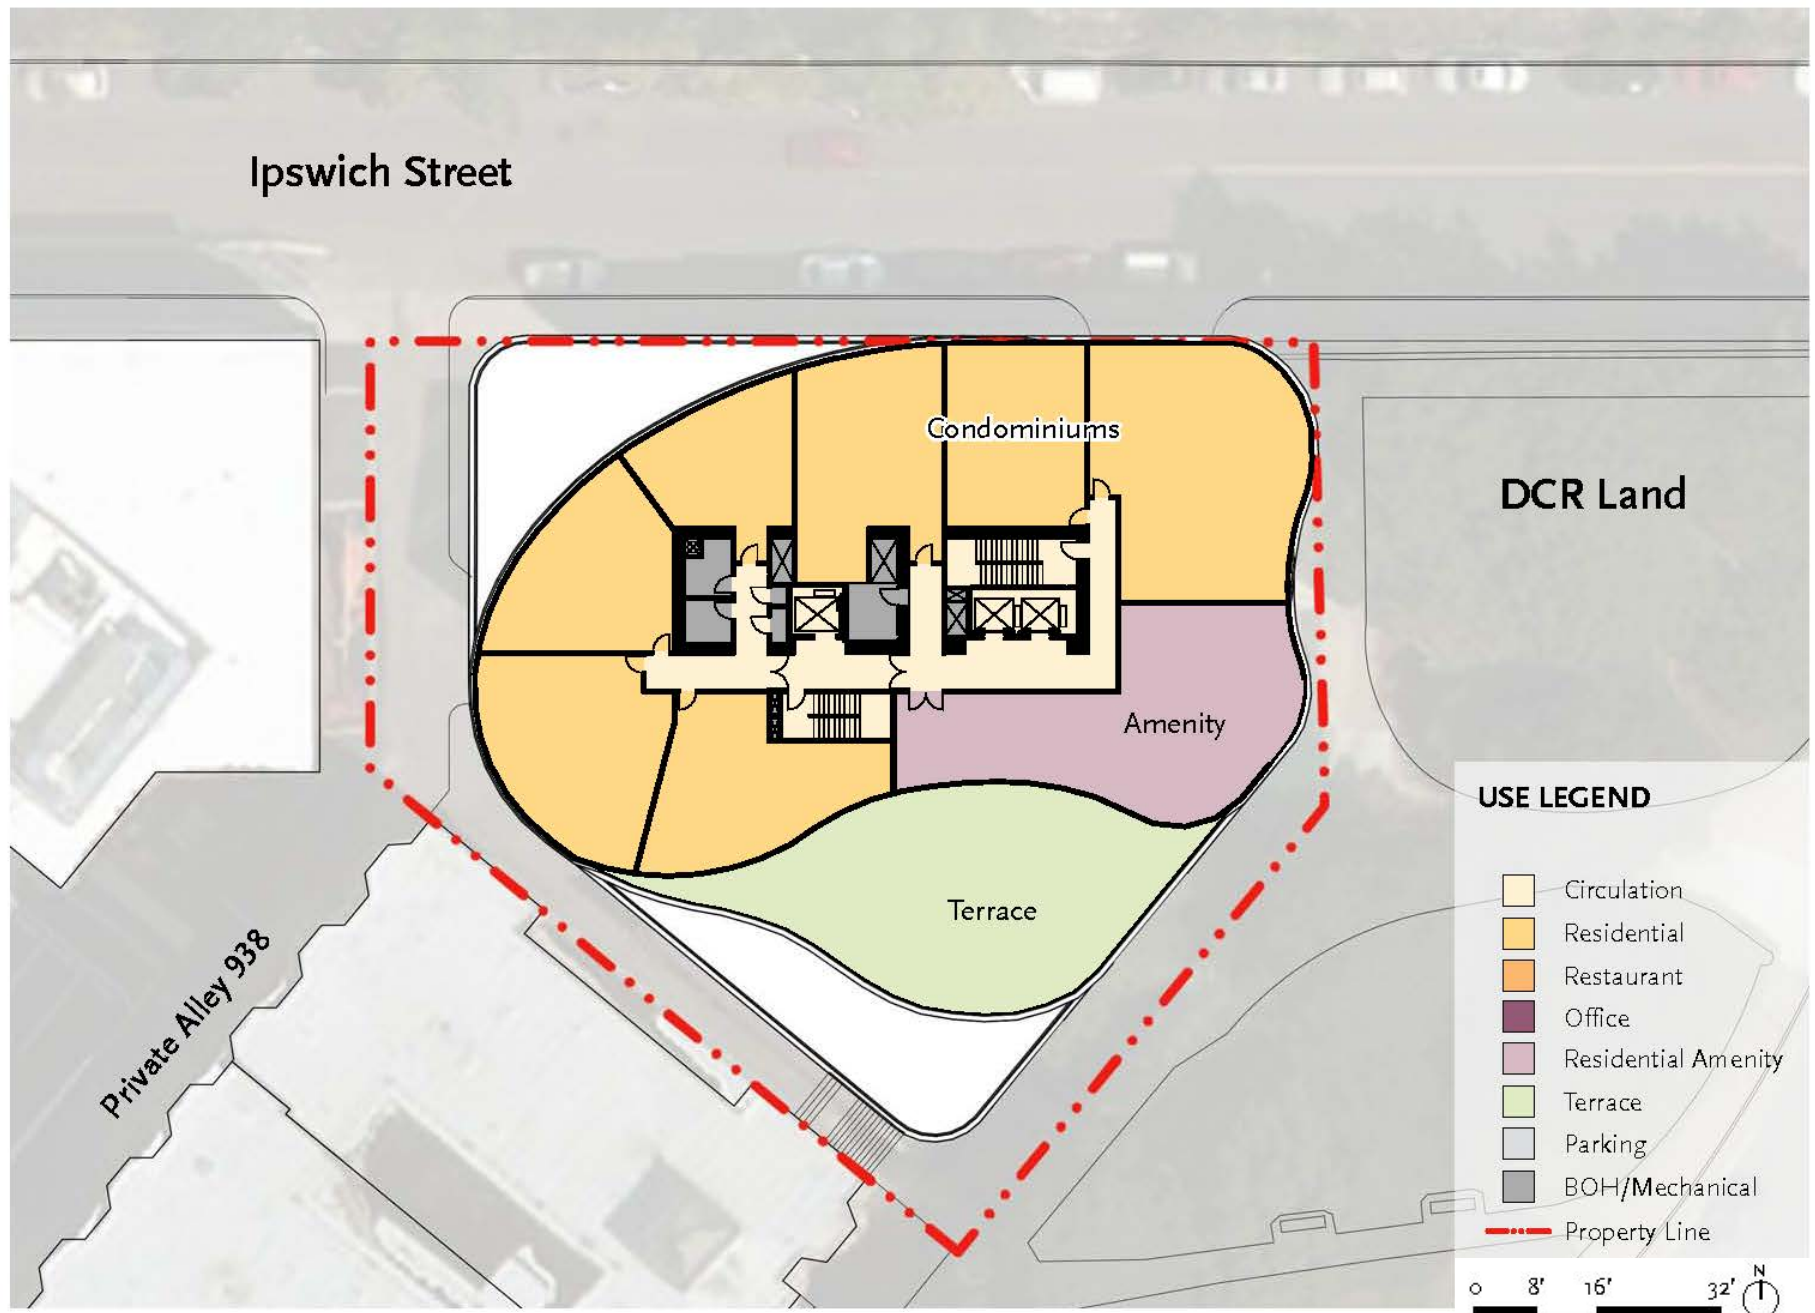 Ipswich Street
Condominiums
DCR Land
Amenity
Terrace
Private Alley 938
USE LEGEND
Circulation
Residential
Restaurant
Office
Residential Amenity
Terrace
Parking
BOH/Mechanical
Property Line
N
0 8' 16' 32'